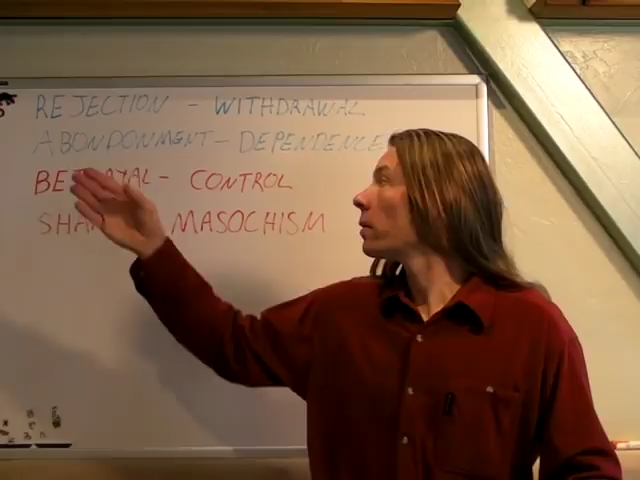 REJECTION - WITHDRAWAL
ABONDONMENT - DEPENDENCE
- CONTROL
MASOCHISM